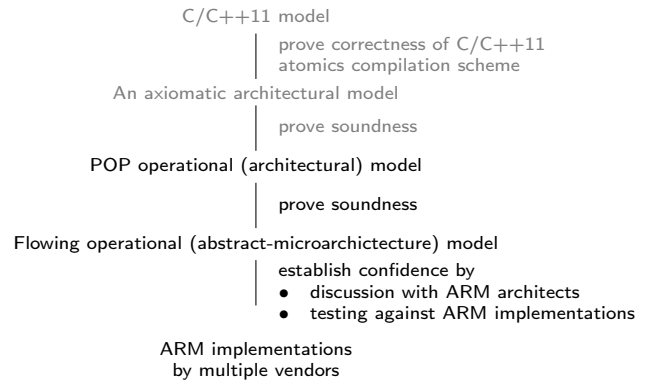 C/C++11 model
prove correctness of C/C++11
atomics compilation scheme
An axiomatic architectural model
prove soundness
POP operational (architectural) model
prove soundness
Flowing operational (abstract-microarchictecture) model
establish confidence by
• discussion with ARM architects
• testing against ARM implementations
ARM implementations
by multiple vendors